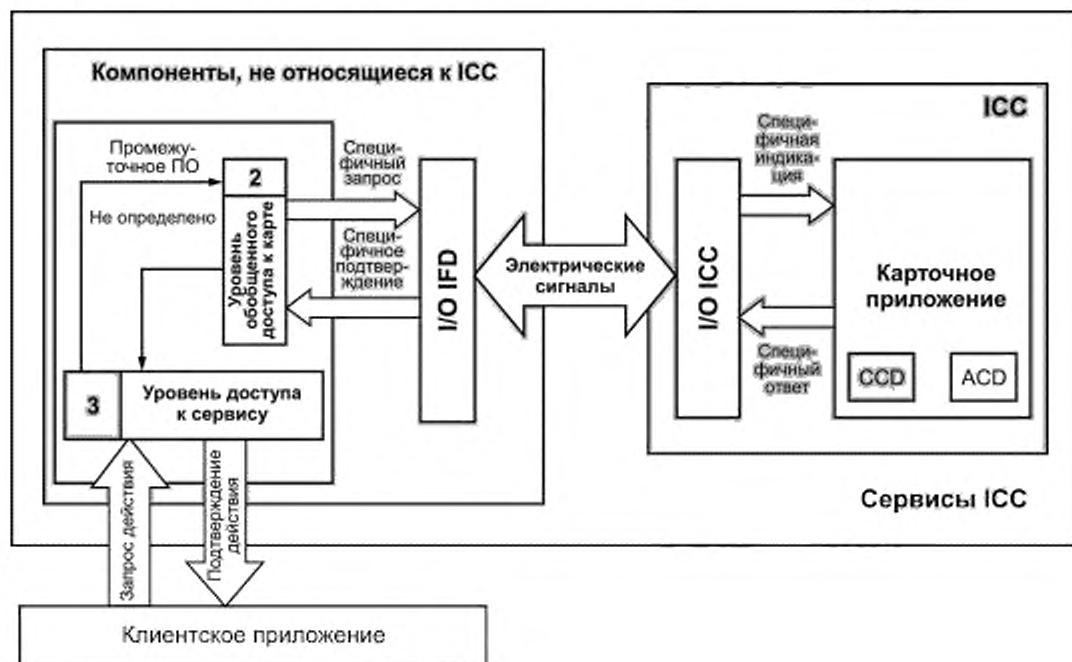 Компоненты, не относящиеся к ICC
Промежу-
точное ПО
Не определено
2
Уровень
обобщенного
доступа к карте
Специ-
фичный
запрос
Специ-
фичное
подтвер-
ждение
I/O IFD
Электрические
сигналы
3
Уровень доступа
к сервису
ICC
Специ-
фичная
индика-
ция
I/O ICC
Карточное
приложение
Специ-
фичный
ответ
CCD
ACD
Сервисы ICC
Запрос действия
Подтверждение
действия
Клиентское приложение